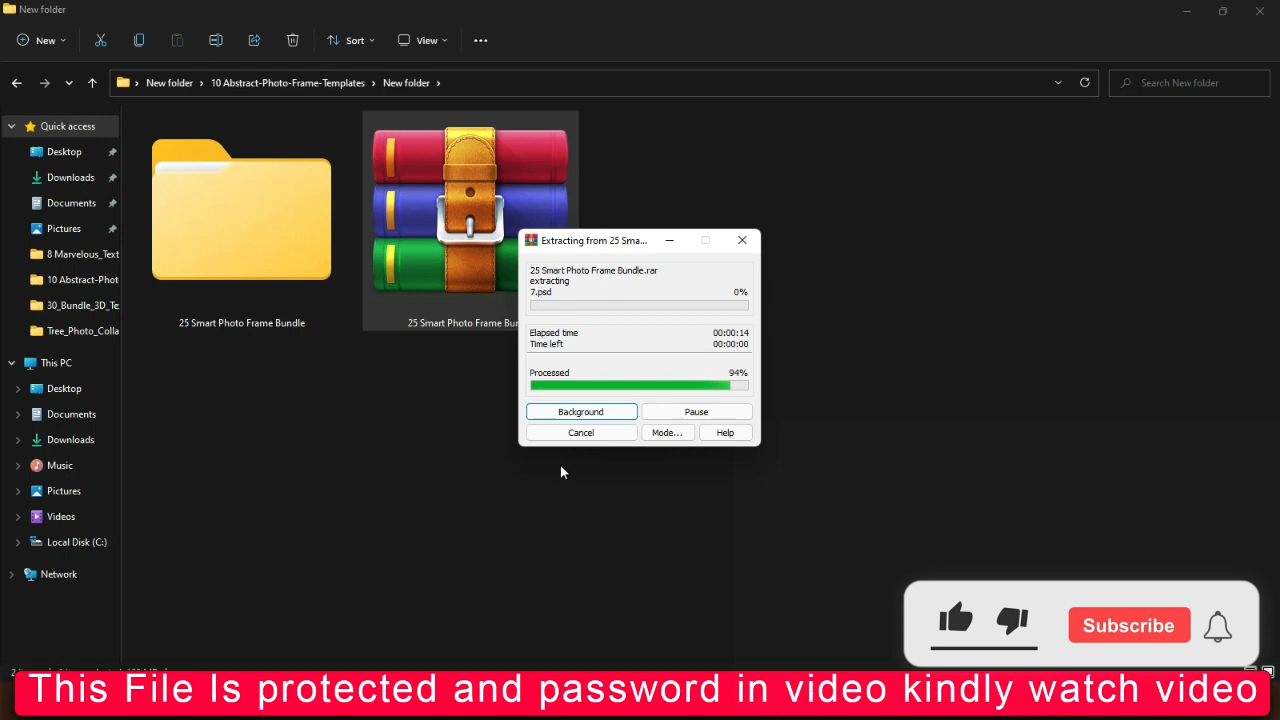 New folder
New
Sort
View
New folder
10 Abstract-Photo-Frame-Templates
New folder
Search New folder
Quick access
Desktop
Downloads
Documents
Pictures
8 Marvelous_Text
10 Abstract-Phot
30_Bundle_3D_Te
Tree_Photo_Colla
This PC
Desktop
Documents
Downloads
Music
Pictures
Videos
Local Disk (C:)
Network
25 Smart Photo Frame Bundle
25 Smart Photo Frame Bun
Extracting from 25 Sma...
25 Smart Photo Frame Bundle.rar
extracting
7.psd 0%
Elapsed time 00:00:14
Time left 00:00:00
Processed 94%
Background Pause
Cancel Mode... Help
Subscribe
This File Is protected and password in video kindly watch video